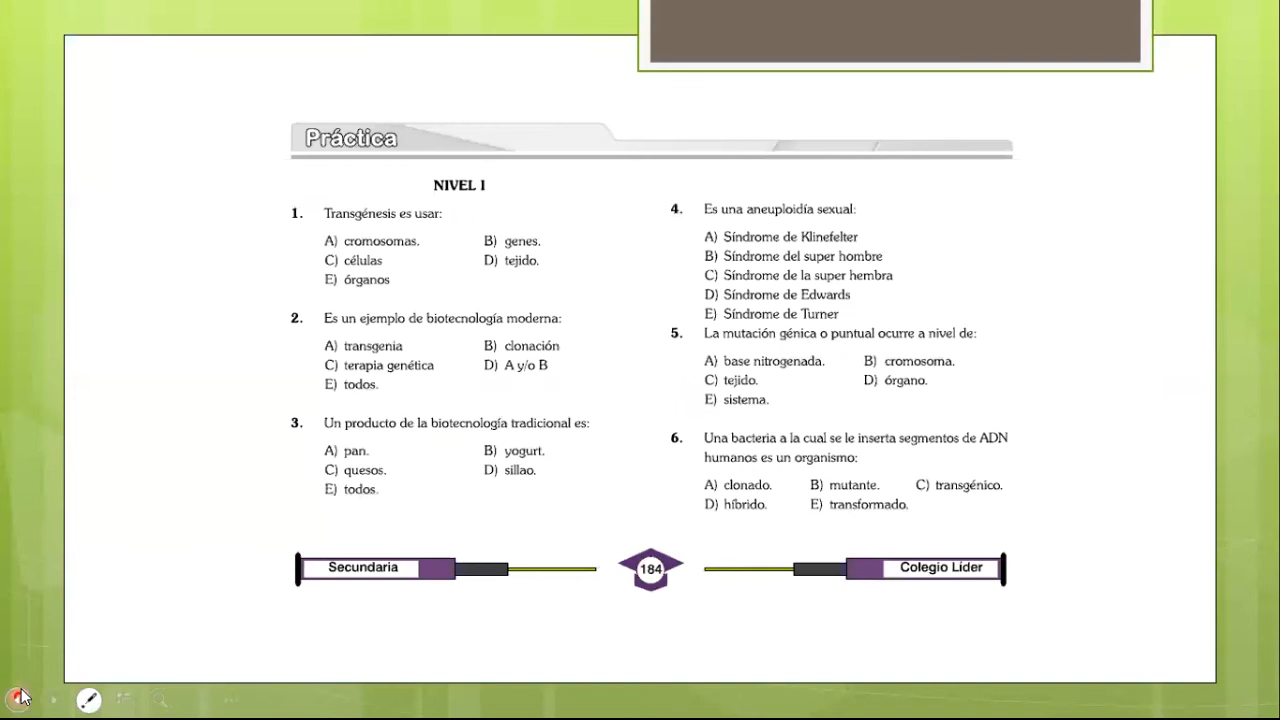 Práctica
NIVEL I
1. Transgénesis es usar:
A) cromosomas. B) genes.
C) células D) tejido.
E) órganos
2. Es un ejemplo de biotecnología moderna:
A) transgenia B) clonación
C) terapia genética D) A y/o B
E) todos.
3. Un producto de la biotecnología tradicional es:
A) pan. B) yogurt.
C) quesos. D) sillao.
E) todos.
4. Es una aneuploidía sexual:
A) Síndrome de Klinefelter
B) Síndrome del super hombre
C) Síndrome de la super hembra
D) Síndrome de Edwards
E) Síndrome de Turner
5. La mutación génica o puntual ocurre a nivel de:
A) base nitrogenada. B) cromosoma.
C) tejido. D) órgano.
E) sistema.
6. Una bacteria a la cual se le inserta segmentos de ADN
humanos es un organismo:
A) clonado. B) mutante. C) transgénico.
D) híbrido. E) transformado.
Secundaria 184 Colegio Líder